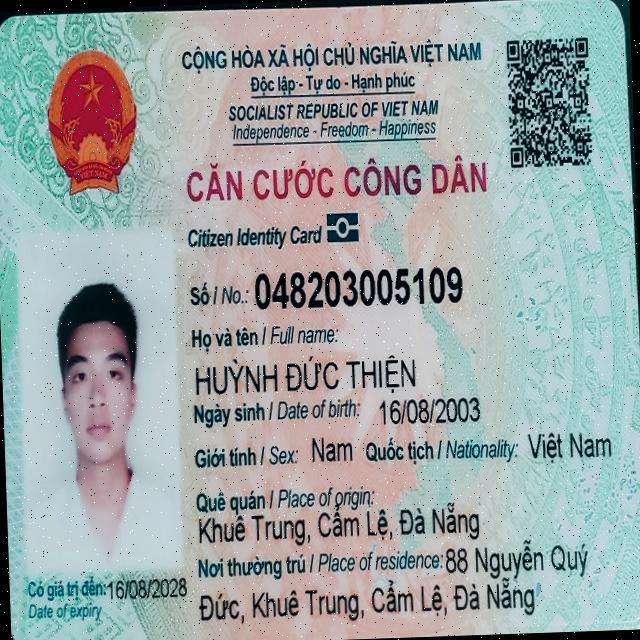 CỘNG HÒA XÃ HỘI CHỦ NGHĨA VIỆT NAM
Độc lập - Tự do - Hạnh phúc
SOCIALIST REPUBLIC OF VIET NAM
Independence - Freedom - Happiness
CĂN CƯỚC CÔNG DÂN
Citizen Identity Card
Số / No.: 048203005109
Họ và tên / Full name:
HUỲNH ĐỨC THIỆN
Ngày sinh / Date of birth: 16/08/2003
Giới tính / Sex: Nam Quốc tịch / Nationality: Việt Nam
Quê quán / Place of origin:
Khuê Trung, Cẩm Lệ, Đà Nẵng
Nơi thường trú / Place of residence: 88 Nguyễn Quý
Đức, Khuê Trung, Cẩm Lệ, Đà Nẵng
Có giá trị đến: 16/08/2028
Date of expiry